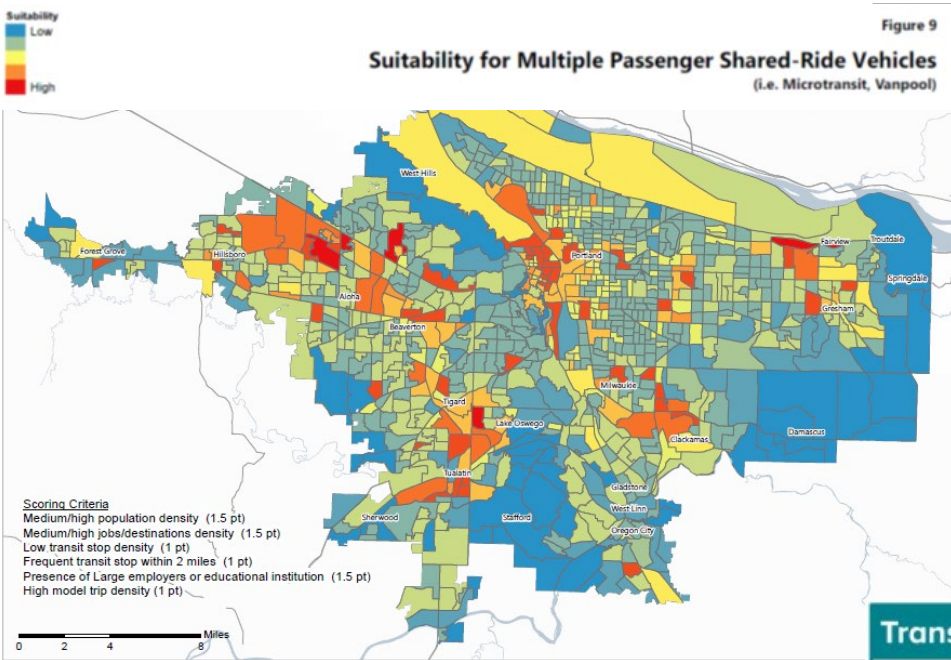 Suitability
Low
High
Figure 9
Suitability for Multiple Passenger Shared-Ride Vehicles
(i.e. Microtransit, Vanpool)
West Hills
Forest Grove
Hillsboro
Portland
Fairview
Troutdale
Springdale
Aloha
Beaverton
Gresham
Milwaukie
Tigard
Lake Oswego
Clackamas
Damascus
Tualatin
Gladstone
West Linn
Sherwood
Stafford
Oregon City
Scoring Criteria
Medium/high population density (1.5 pt)
Medium/high jobs/destinations density (1.5 pt)
Low transit stop density (1 pt)
Frequent transit stop within 2 miles (1 pt)
Presence of Large employers or educational institution (1.5 pt)
High model trip density (1 pt)
Miles
0 2 4 8
Trans